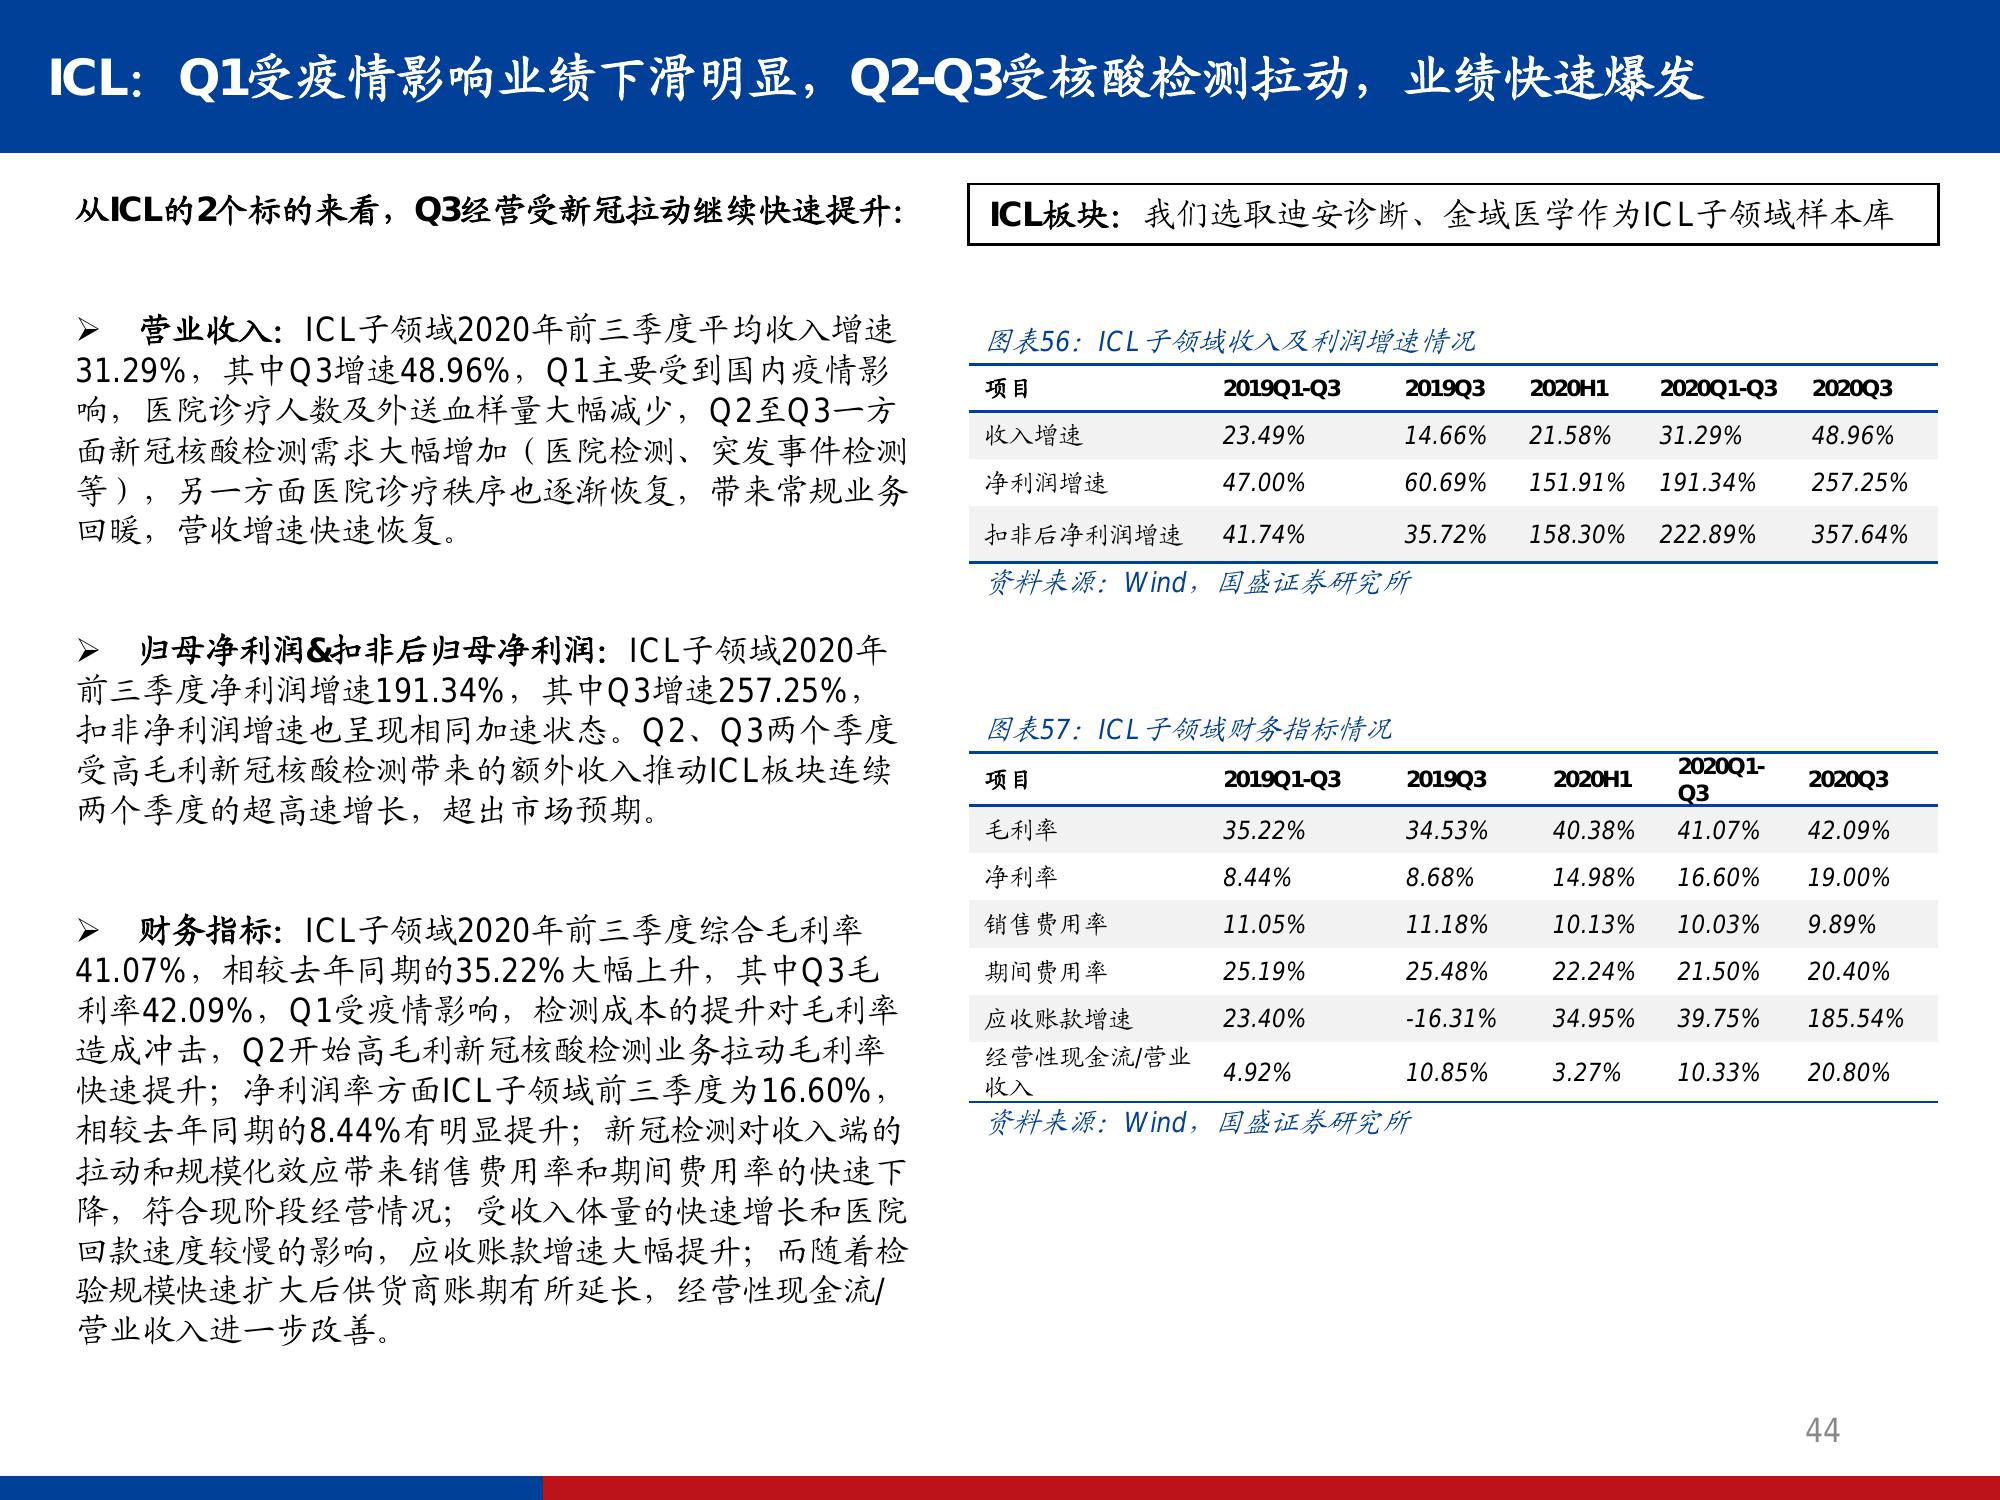 ICL：Q1受疫情影响业绩下滑明显，Q2-Q3受核酸检测拉动，业绩快速爆发
从ICL的2个标的来看，Q3经营受新冠拉动继续快速提升：
➢ 营业收入：ICL子领域2020年前三季度平均收入增速
31.29%，其中Q3增速48.96%，Q1主要受到国内疫情影
响，医院诊疗人数及外送血样量大幅减少，Q2至Q3一方
面新冠核酸检测需求大幅增加（医院检测、突发事件检测
等），另一方面医院诊疗秩序也逐渐恢复，带来常规业务
回暖，营收增速快速恢复。
➢ 归母净利润&扣非后归母净利润：ICL子领域2020年
前三季度净利润增速191.34%，其中Q3增速257.25%，
扣非净利润增速也呈现相同加速状态。Q2、Q3两个季度
受高毛利新冠核酸检测带来的额外收入推动ICL板块连续
两个季度的超高速增长，超出市场预期。
➢ 财务指标：ICL子领域2020年前三季度综合毛利率
41.07%，相较去年同期的35.22%大幅上升，其中Q3毛
利率42.09%，Q1受疫情影响，检测成本的提升对毛利率
造成冲击，Q2开始高毛利新冠核酸检测业务拉动毛利率
快速提升；净利润率方面ICL子领域前三季度为16.60%，
相较去年同期的8.44%有明显提升；新冠检测对收入端的
拉动和规模化效应带来销售费用率和期间费用率的快速下
降，符合现阶段经营情况；受收入体量的快速增长和医院
回款速度较慢的影响，应收账款增速大幅提升；而随着检
验规模快速扩大后供货商账期有所延长，经营性现金流/
营业收入进一步改善。
ICL板块：我们选取迪安诊断、金域医学作为ICL子领域样本库
图表56：ICL子领域收入及利润增速情况
项目 2019Q1-Q3 2019Q3 2020H1 2020Q1-Q3 2020Q3
收入增速 23.49% 14.66% 21.58% 31.29% 48.96%
净利润增速 47.00% 60.69% 151.91% 191.34% 257.25%
扣非后净利润增速 41.74% 35.72% 158.30% 222.89% 357.64%
资料来源：Wind，国盛证券研究所
图表57：ICL子领域财务指标情况
项目 2019Q1-Q3 2019Q3 2020H1 2020Q1-
Q3 2020Q3
毛利率 35.22% 34.53% 40.38% 41.07% 42.09%
净利率 8.44% 8.68% 14.98% 16.60% 19.00%
销售费用率 11.05% 11.18% 10.13% 10.03% 9.89%
期间费用率 25.19% 25.48% 22.24% 21.50% 20.40%
应收账款增速 23.40% -16.31% 34.95% 39.75% 185.54%
经营性现金流/营业
收入 4.92% 10.85% 3.27% 10.33% 20.80%
资料来源：Wind，国盛证券研究所
44